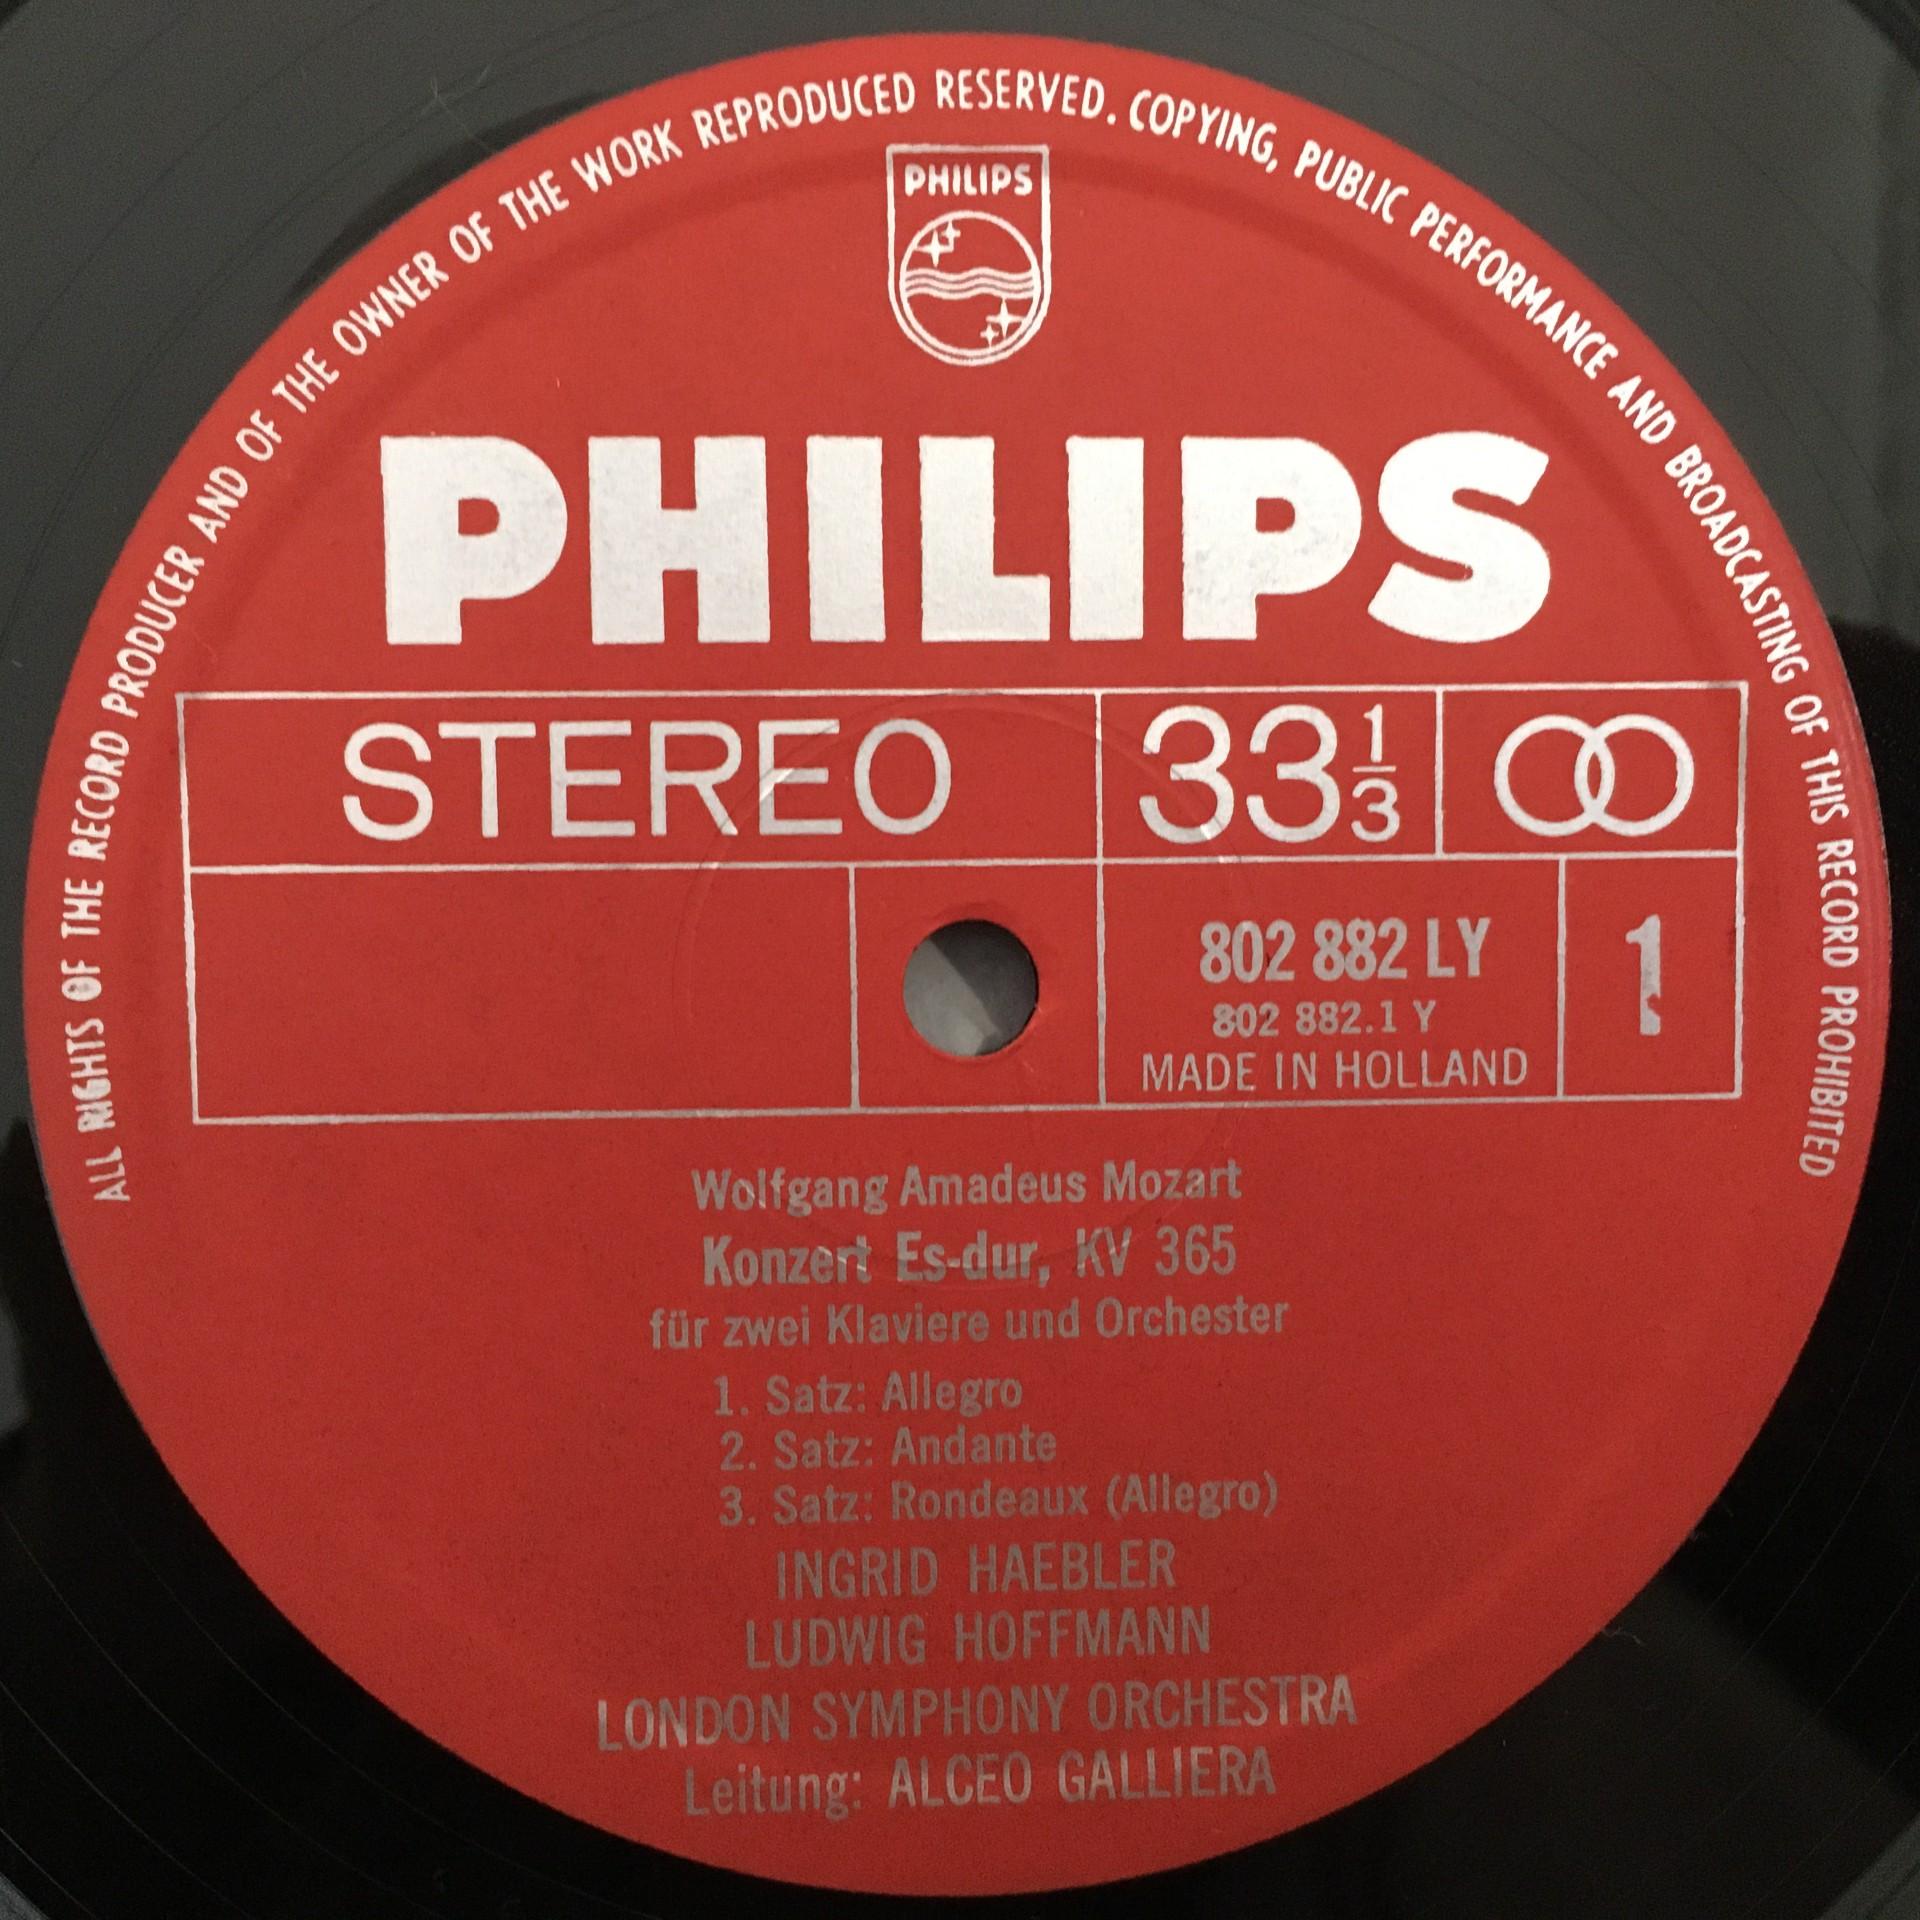 ALL RIGHTS OF THE RECORD PRODUCER AND OF THE OWNER OF THE WORK REPRODUCED RESERVED. COPYING, PUBLIC PERFORMANCE AND BROADCASTING OF THIS RECORD PROHIBITED
PHILIPS
PHILIPS
STEREO 33 1/3
802 882 LY 1
802 882.1 Y
MADE IN HOLLAND
Wolfgang Amadeus Mozart
Konzert Es-dur, KV 365
für zwei Klaviere und Orchester
1. Satz: Allegro
2. Satz: Andante
3. Satz: Rondeaux (Allegro)
INGRID HAEBLER
LUDWIG HOFFMANN
LONDON SYMPHONY ORCHESTRA
Leitung: ALCEO GALLIERA